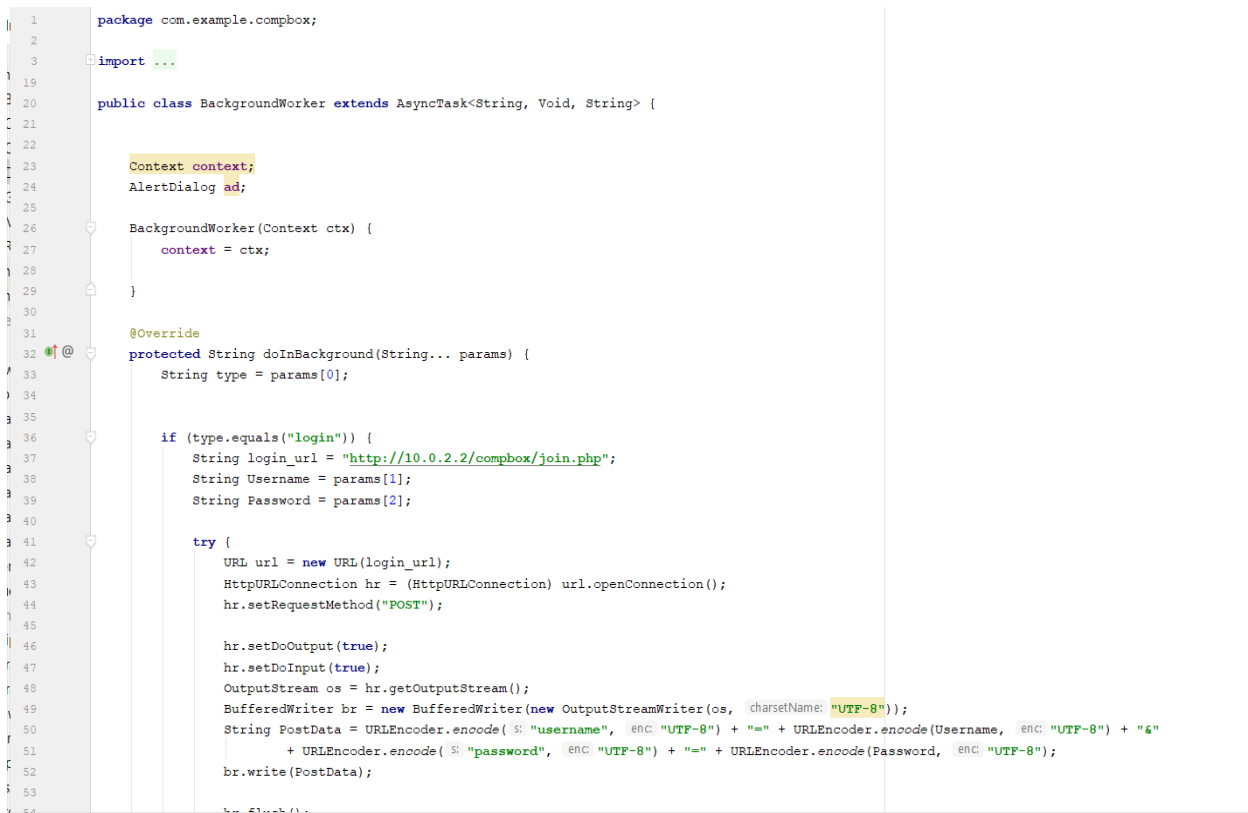 1 package com.example.compbox;
2
3 import ...
19
20 public class BackgroundWorker extends AsyncTask<String, Void, String> {
21
22
23 Context context;
24 AlertDialog ad;
25
26 BackgroundWorker(Context ctx) {
27 context = ctx;
28
29 }
30
31 @Override
32 @ protected String doInBackground(String... params) {
33 String type = params[0];
34
35
36 if (type.equals("login")) {
37 String login_url = "http://10.0.2.2/compbox/join.php";
38 String Username = params[1];
39 String Password = params[2];
40
41 try {
42 URL url = new URL(login_url);
43 HttpURLConnection hr = (HttpURLConnection) url.openConnection();
44 hr.setRequestMethod("POST");
45
46 hr.setDoOutput(true);
47 hr.setDoInput(true);
48 OutputStream os = hr.getOutputStream();
49 BufferedWriter br = new BufferedWriter(new OutputStreamWriter(os, charsetName: "UTF-8"));
50 String PostData = URLEncoder.encode( s: "username", enc: "UTF-8") + "=" + URLEncoder.encode(Username, enc: "UTF-8") + "&"
51 + URLEncoder.encode( s: "password", enc: "UTF-8") + "=" + URLEncoder.encode(Password, enc: "UTF-8");
52 br.write(PostData);
53